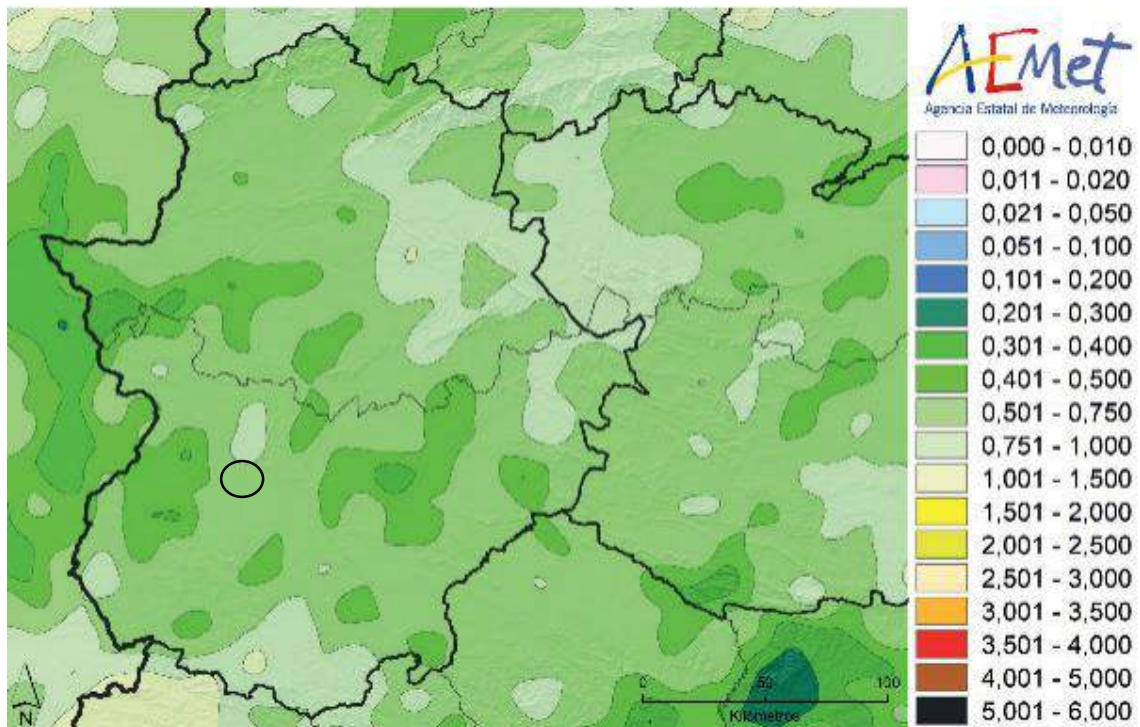 AEMet
Agencia Estatal de Meteorología
0,000 - 0,010
0,011 - 0,020
0,021 - 0,050
0,051 - 0,100
0,101 - 0,200
0,201 - 0,300
0,301 - 0,400
0,401 - 0,500
0,501 - 0,750
0,751 - 1,000
1,001 - 1,500
1,501 - 2,000
2,001 - 2,500
2,501 - 3,000
3,001 - 3,500
3,501 - 4,000
4,001 - 5,000
5,001 - 6,000
0 50 100
Kilómetros
N